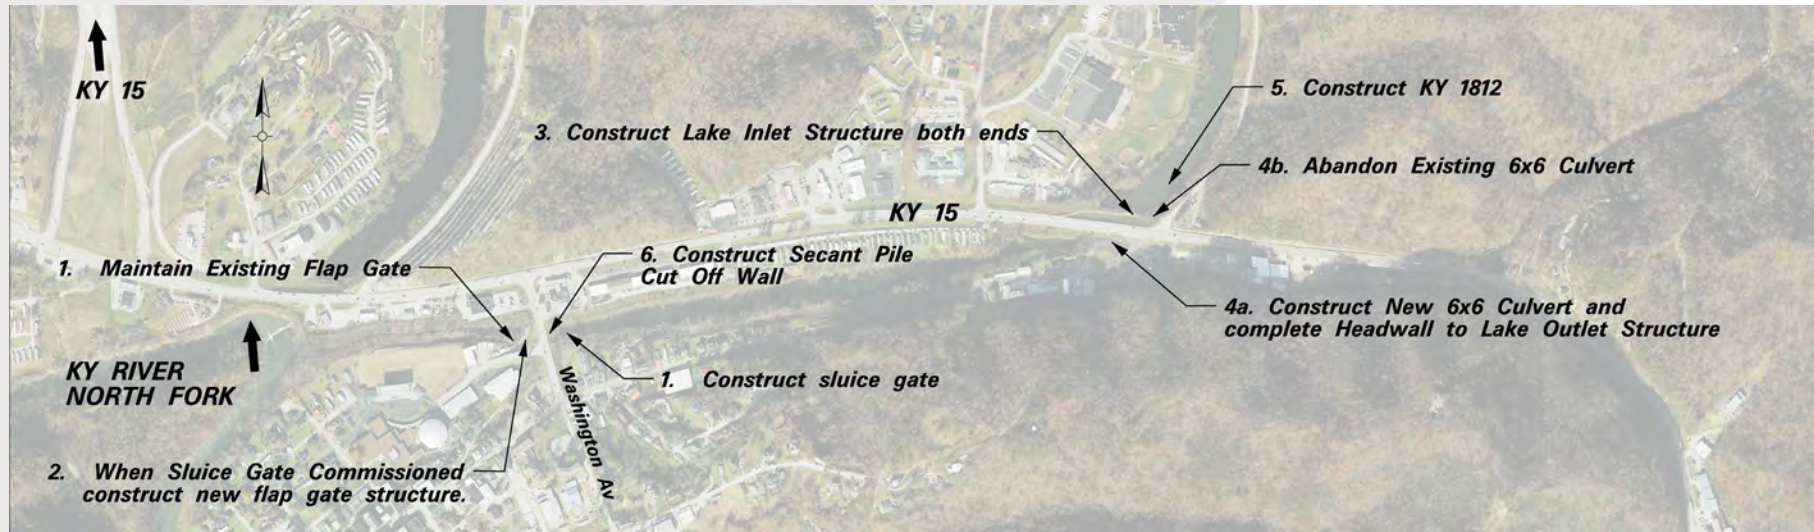 KY 15
5. Construct KY 1812
3. Construct Lake Inlet Structure both ends
4b. Abandon Existing 6x6 Culvert
KY 15
6. Construct Secant Pile
Cut Off Wall
1. Maintain Existing Flap Gate
4a. Construct New 6x6 Culvert and
complete Headwall to Lake Outlet Structure
KY RIVER
NORTH FORK
1. Construct sluice gate
Washington Av
2. When Sluice Gate Commissioned
construct new flap gate structure.